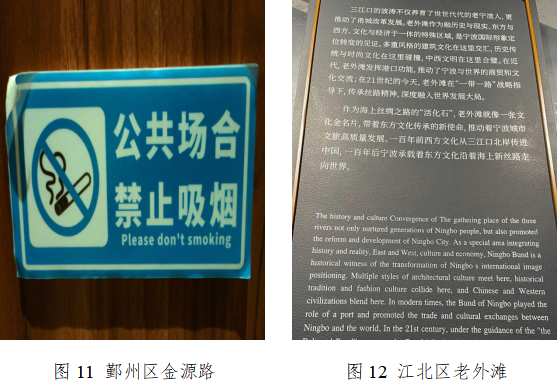 公共场合
禁止吸烟
Please don't smoking
三江口的波涛不仅养育了世世代代的老宁波人,更
推动了甬城改革发展。老外滩作为融历史与现实、东方与
西方、文化与经济于一体的特殊区域,是宁波国际形象定
位转变的见证。多重风格的建筑文化在这里交汇,历史传
统与时尚文化在这里碰撞,中西文明在这里合璧。在近
代,老外滩发挥港口功能,推动了宁波与世界的商贸和文
化交流;在21世纪的今天,老外滩在“一带一路”战略指
导下,传承丝路精神,深度融入世界发展大局。
作为海上丝绸之路的“活化石”,老外滩就像一张文
化金名片,带着东方文化传承的新使命,推动着宁波城市
文旅高质量发展。一百年前西方文化从三江口北岸传进
中国,一百年后宁波承载着东方文化沿着海上新丝路走
向世界。
The history and culture Convergence of The gathering place of the three
rivers not only nurtured generations of Ningbo people, but also promoted
the reform and development of Ningbo City. As a special area integrating
history and reality, East and West, culture and economy, Ningbo Bund is a
historical witness of the transformation of Ningbo's international image
positioning. Multiple styles of architectural culture meet here, historical
tradition and fashion culture collide here, and Chinese and Western
civilizations blend here. In modern times, the Bund of Ningbo played the
role of a port and promoted the trade and cultural exchanges between
Ningbo and the world. In the 21st century, under the guidance of "the
图 11 鄞州区金源路
图 12 江北区老外滩